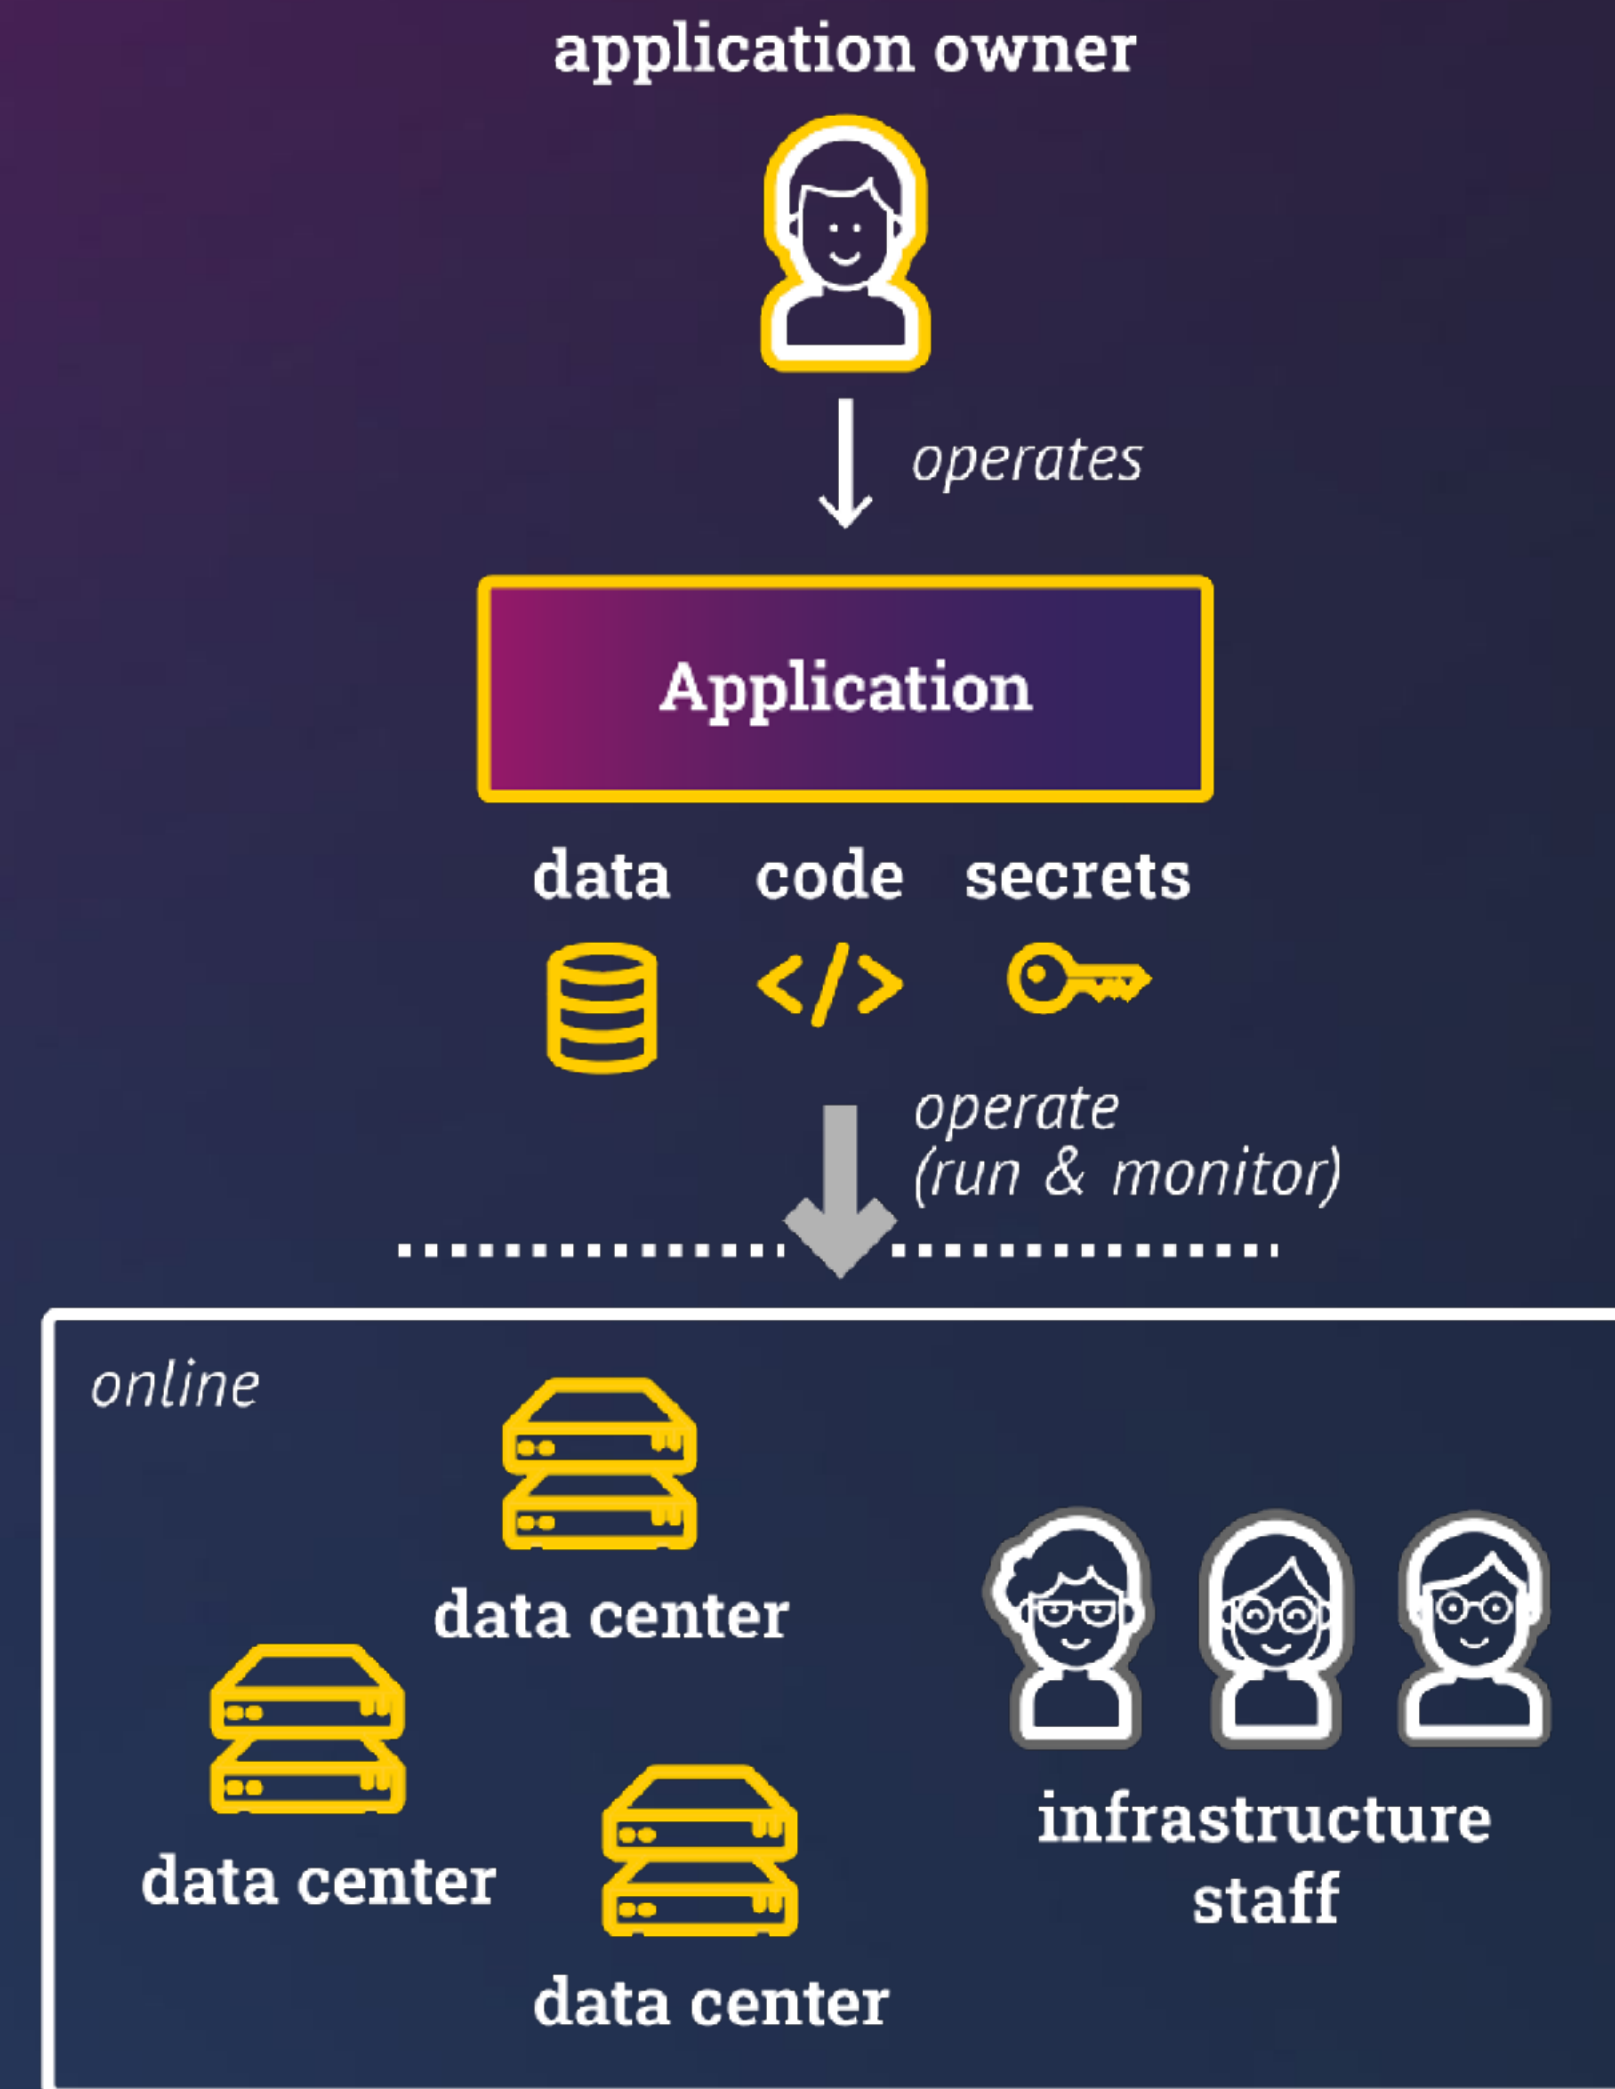 application owner
operates
Application
data code secrets
operate
(run & monitor)
online
data center
data center
infrastructure
staff
data center